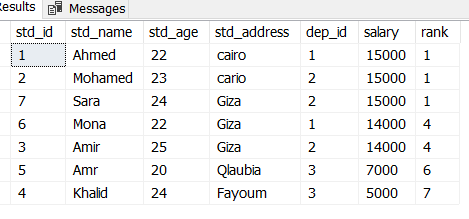 Results Messages
std_id std_name std_age std_address dep_id salary rank
1 Ahmed 22 cairo 1 15000 1
2 Mohamed 23 cario 2 15000 1
7 Sara 24 Giza 2 15000 1
6 Mona 22 Giza 1 14000 4
3 Amir 25 Giza 2 14000 4
5 Amr 20 Qlaubia 3 7000 6
4 Khalid 24 Fayoum 3 5000 7